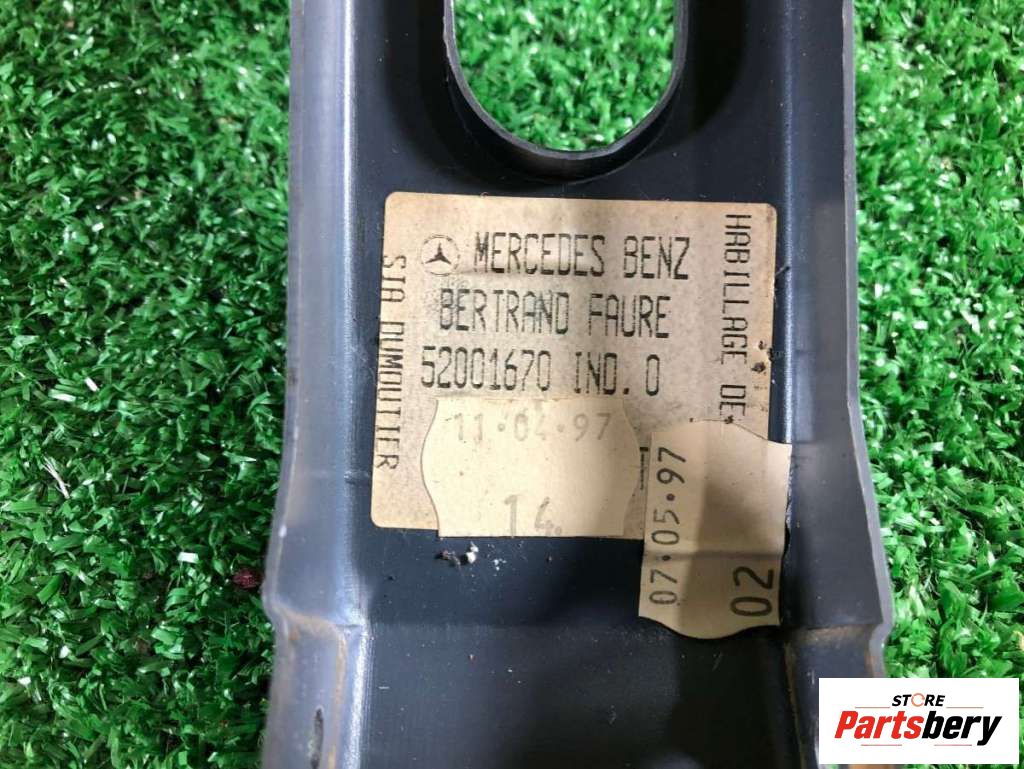 MERCEDES BENZ
BERTRAND FAURE
52001670 IND. 0
STA DUMOUTIER
HABILLAGE DE
11·04·97
14
07·05·97
02
STORE
Partsbery